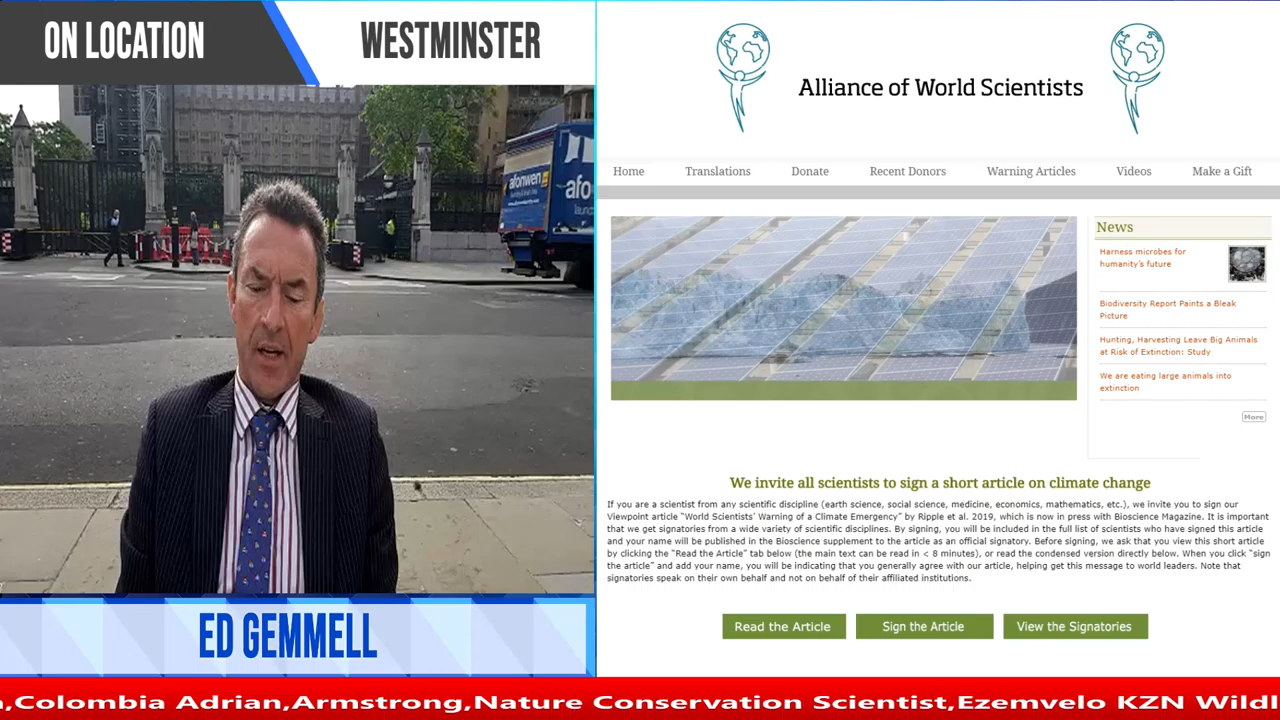 ON LOCATION
WESTMINSTER
afonwen
afo
ED GEMMELL
Alliance of World Scientists
Home Translations Donate Recent Donors Warning Articles Videos Make a Gift
News
Harness microbes for
humanity's future
Biodiversity Report Paints a Bleak
Picture
Hunting, Harvesting Leave Big Animals
at Risk of Extinction: Study
We are eating large animals into
extinction
More
We invite all scientists to sign a short article on climate change
If you are a scientist from any scientific discipline (earth science, social science, medicine, economics, mathematics, etc.), we invite you to sign our
Viewpoint article "World Scientists' Warning of a Climate Emergency" by Ripple et al. 2019, which is now in press with Bioscience Magazine. It is important
that we get signatories from a wide variety of scientific disciplines. By signing, you will be included in the full list of scientists who have signed this article
and your name will be published in the Bioscience supplement to the article as an official signatory. Before signing, we ask that you view this short article
by clicking the "Read the Article" tab below (the main text can be read in < 8 minutes), or read the condensed version directly below. When you click "sign
the article" and add your name, you will be indicating that you generally agree with our article, helping get this message to world leaders. Note that
signatories speak on their own behalf and not on behalf of their affiliated institutions.
Read the Article Sign the Article View the Signatories
,Colombia Adrian,Armstrong,Nature Conservation Scientist,Ezemvelo KZN Wildl